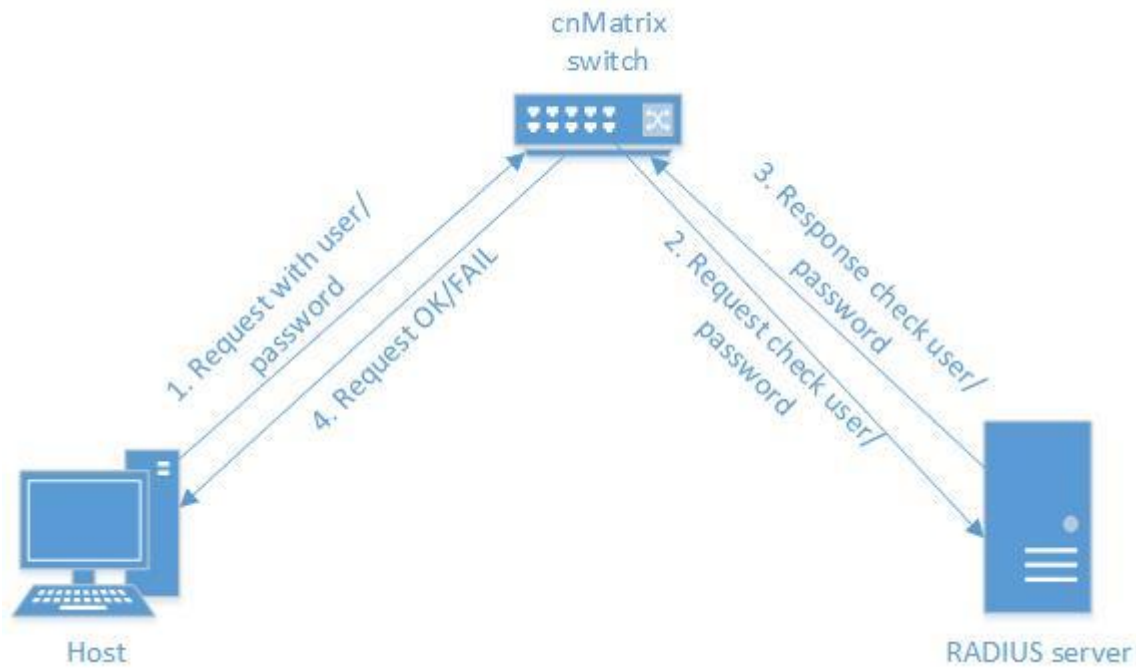 cnMatrix
switch
1. Request with user/
password
4. Request OK/FAIL
2. Request check user/
password
3. Response check user/
password
Host
RADIUS server